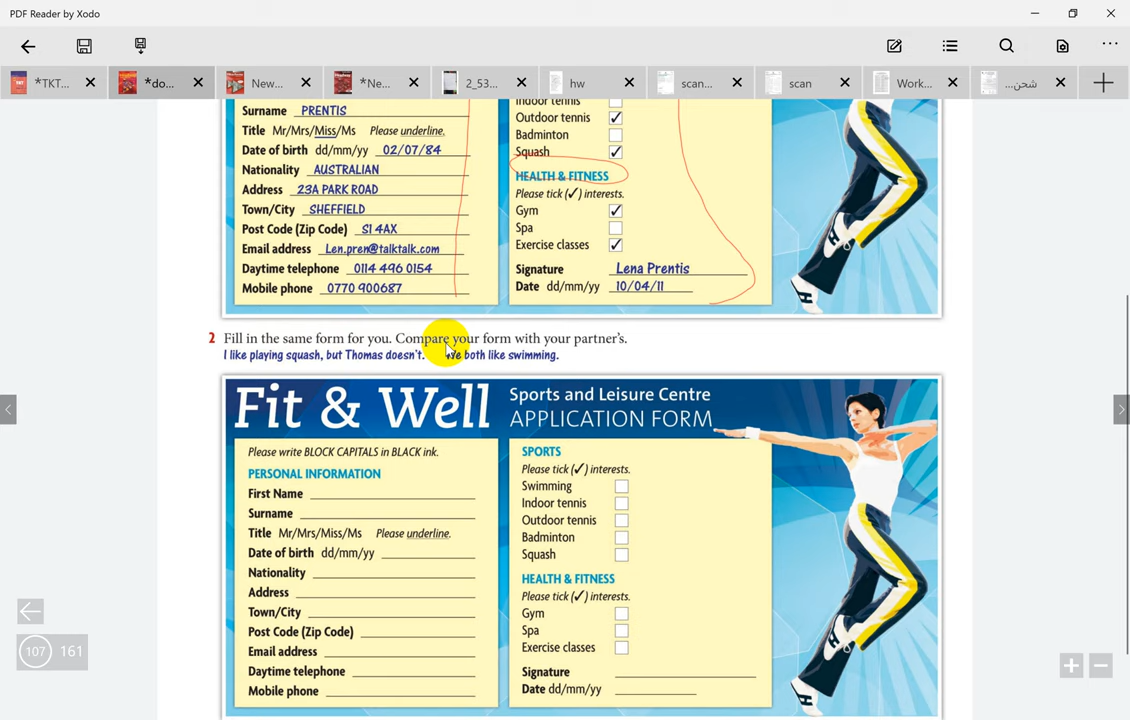 PDF Reader by Xodo
*TKT...
*do...
New...
*Ne...
2_53...
hw
scan...
scan
Work...
شحن...
Surname PRENTIS
Title Mr/Mrs/Miss/Ms Please underline.
Date of birth dd/mm/yy 02/07/84
Nationality AUSTRALIAN
Address 23A PARK ROAD
Town/City SHEFFIELD
Post Code (Zip Code) S1 4AX
Email address Len.pren@talktalk.com
Daytime telephone 0114 496 0154
Mobile phone 0770 900687
Indoor tennis
Outdoor tennis ✓
Badminton
Squash ✓
HEALTH & FITNESS
Please tick (✓) interests.
Gym ✓
Spa
Exercise classes ✓
Signature Lena Prentis
Date dd/mm/yy 10/04/11
2 Fill in the same form for you. Compare your form with your partner's.
I like playing squash, but Thomas doesn't. both like swimming.
Fit & Well
Sports and Leisure Centre
APPLICATION FORM
Please write BLOCK CAPITALS in BLACK ink.
PERSONAL INFORMATION
First Name
Surname
Title Mr/Mrs/Miss/Ms Please underline.
Date of birth dd/mm/yy
Nationality
Address
Town/City
Post Code (Zip Code)
Email address
Daytime telephone
Mobile phone
SPORTS
Please tick (✓) interests.
Swimming
Indoor tennis
Outdoor tennis
Badminton
Squash
HEALTH & FITNESS
Please tick (✓) interests.
Gym
Spa
Exercise classes
Signature
Date dd/mm/yy
107 161